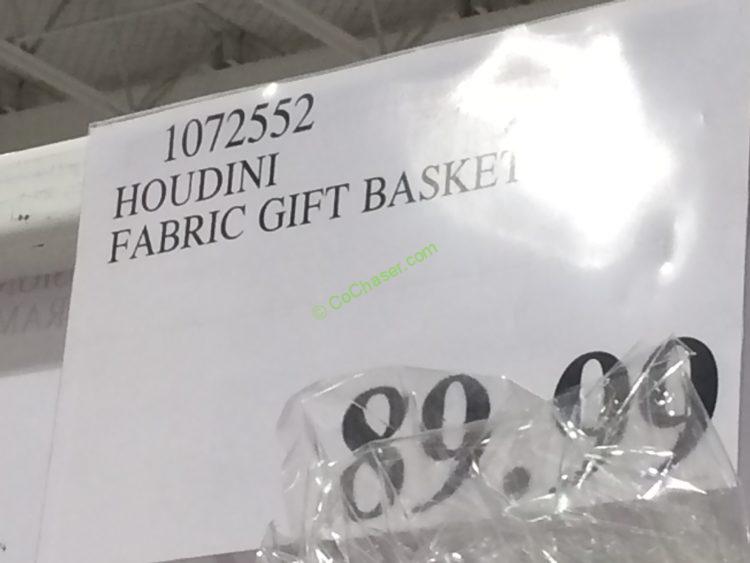 1072552
HOUDINI
FABRIC GIFT BASKET
© CoChaser.com
89.99